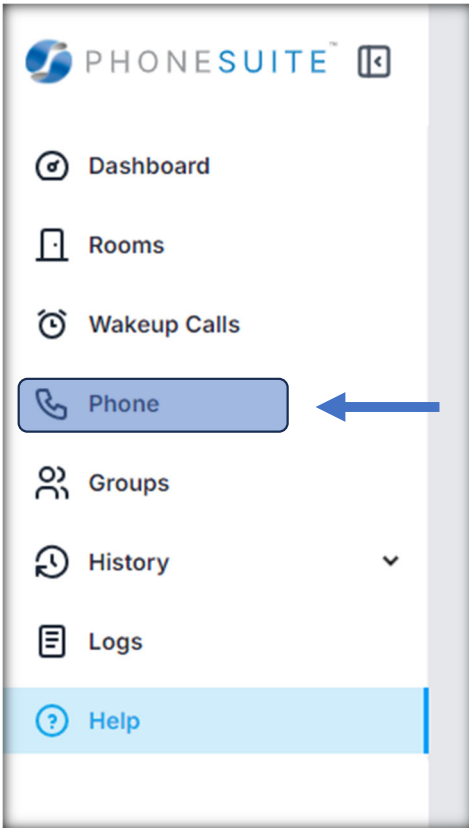 PHONESUITE™
Dashboard
Rooms
Wakeup Calls
Phone
Groups
History
Logs
Help